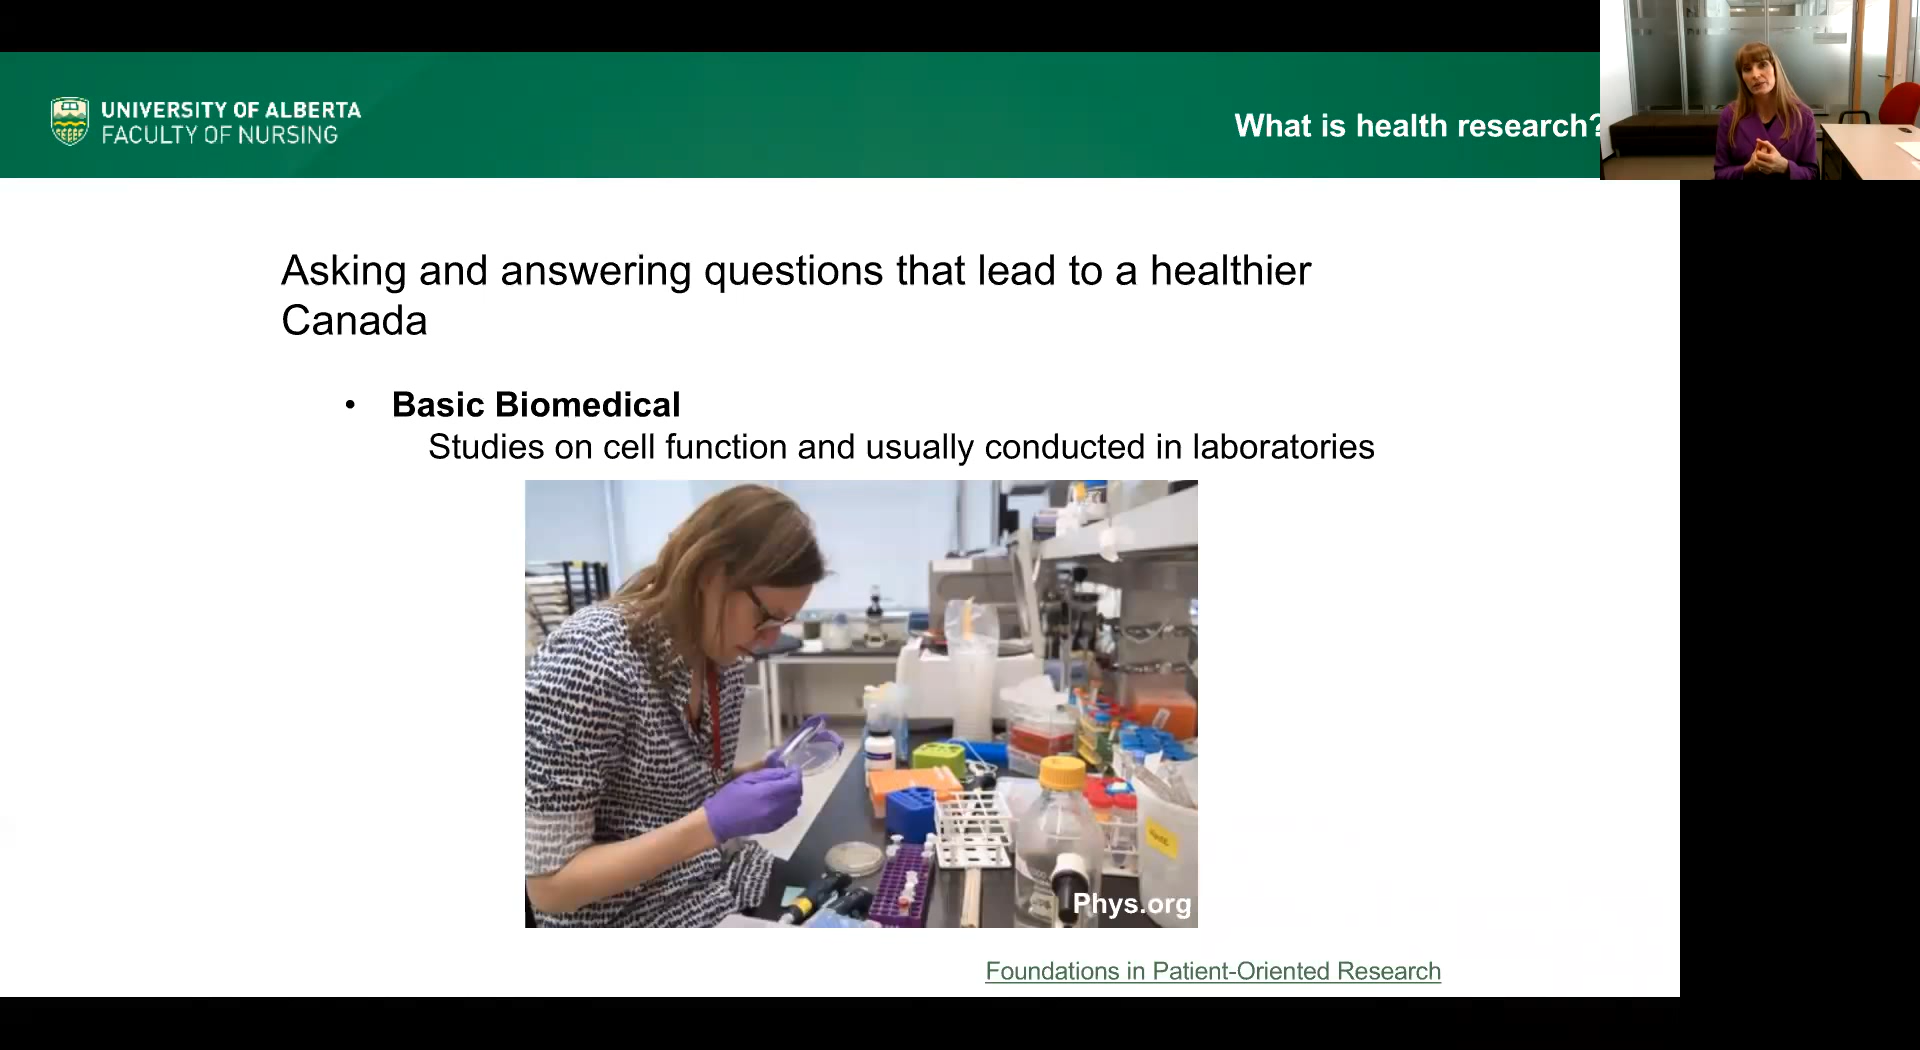 UNIVERSITY OF ALBERTA
FACULTY OF NURSING
What is health research?
Asking and answering questions that lead to a healthier
Canada
• Basic Biomedical
Studies on cell function and usually conducted in laboratories
Phys.org
Foundations in Patient-Oriented Research